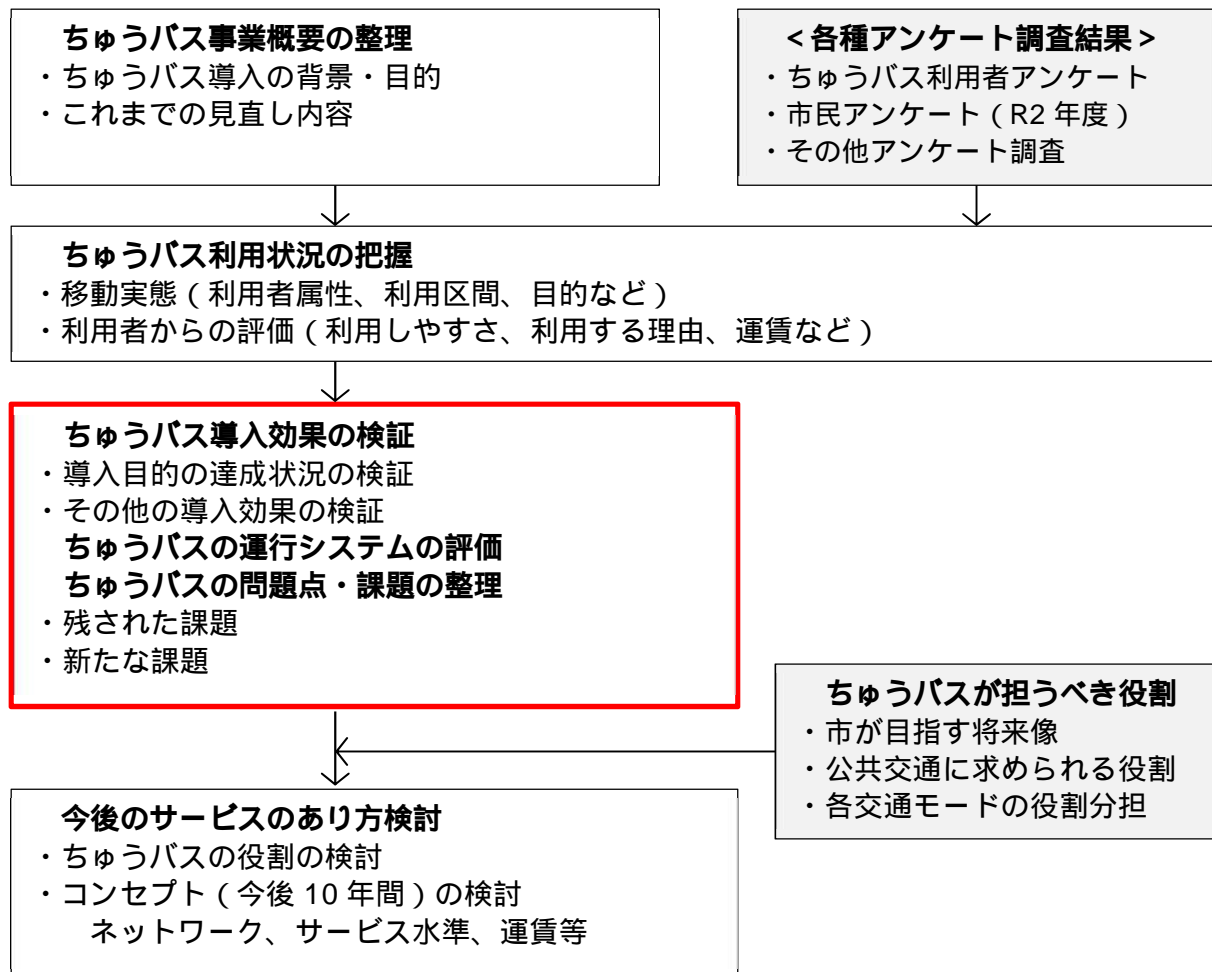 ちゅうバス事業概要の整理
・ちゅうバス導入の背景・目的
・これまでの見直し内容
<各種アンケート調査結果>
・ちゅうバス利用者アンケート
・市民アンケート（R2 年度）
・その他アンケート調査
ちゅうバス利用状況の把握
・移動実態（利用者属性、利用区間、目的など）
・利用者からの評価（利用しやすさ、利用する理由、運賃など）
ちゅうバス導入効果の検証
・導入目的の達成状況の検証
・その他の導入効果の検証
ちゅうバスの運行システムの評価
ちゅうバスの問題点・課題の整理
・残された課題
・新たな課題
ちゅうバスが担うべき役割
・市が目指す将来像
・公共交通に求められる役割
・各交通モードの役割分担
今後のサービスのあり方検討
・ちゅうバスの役割の検討
・コンセプト（今後 10 年間）の検討
ネットワーク、サービス水準、運賃等